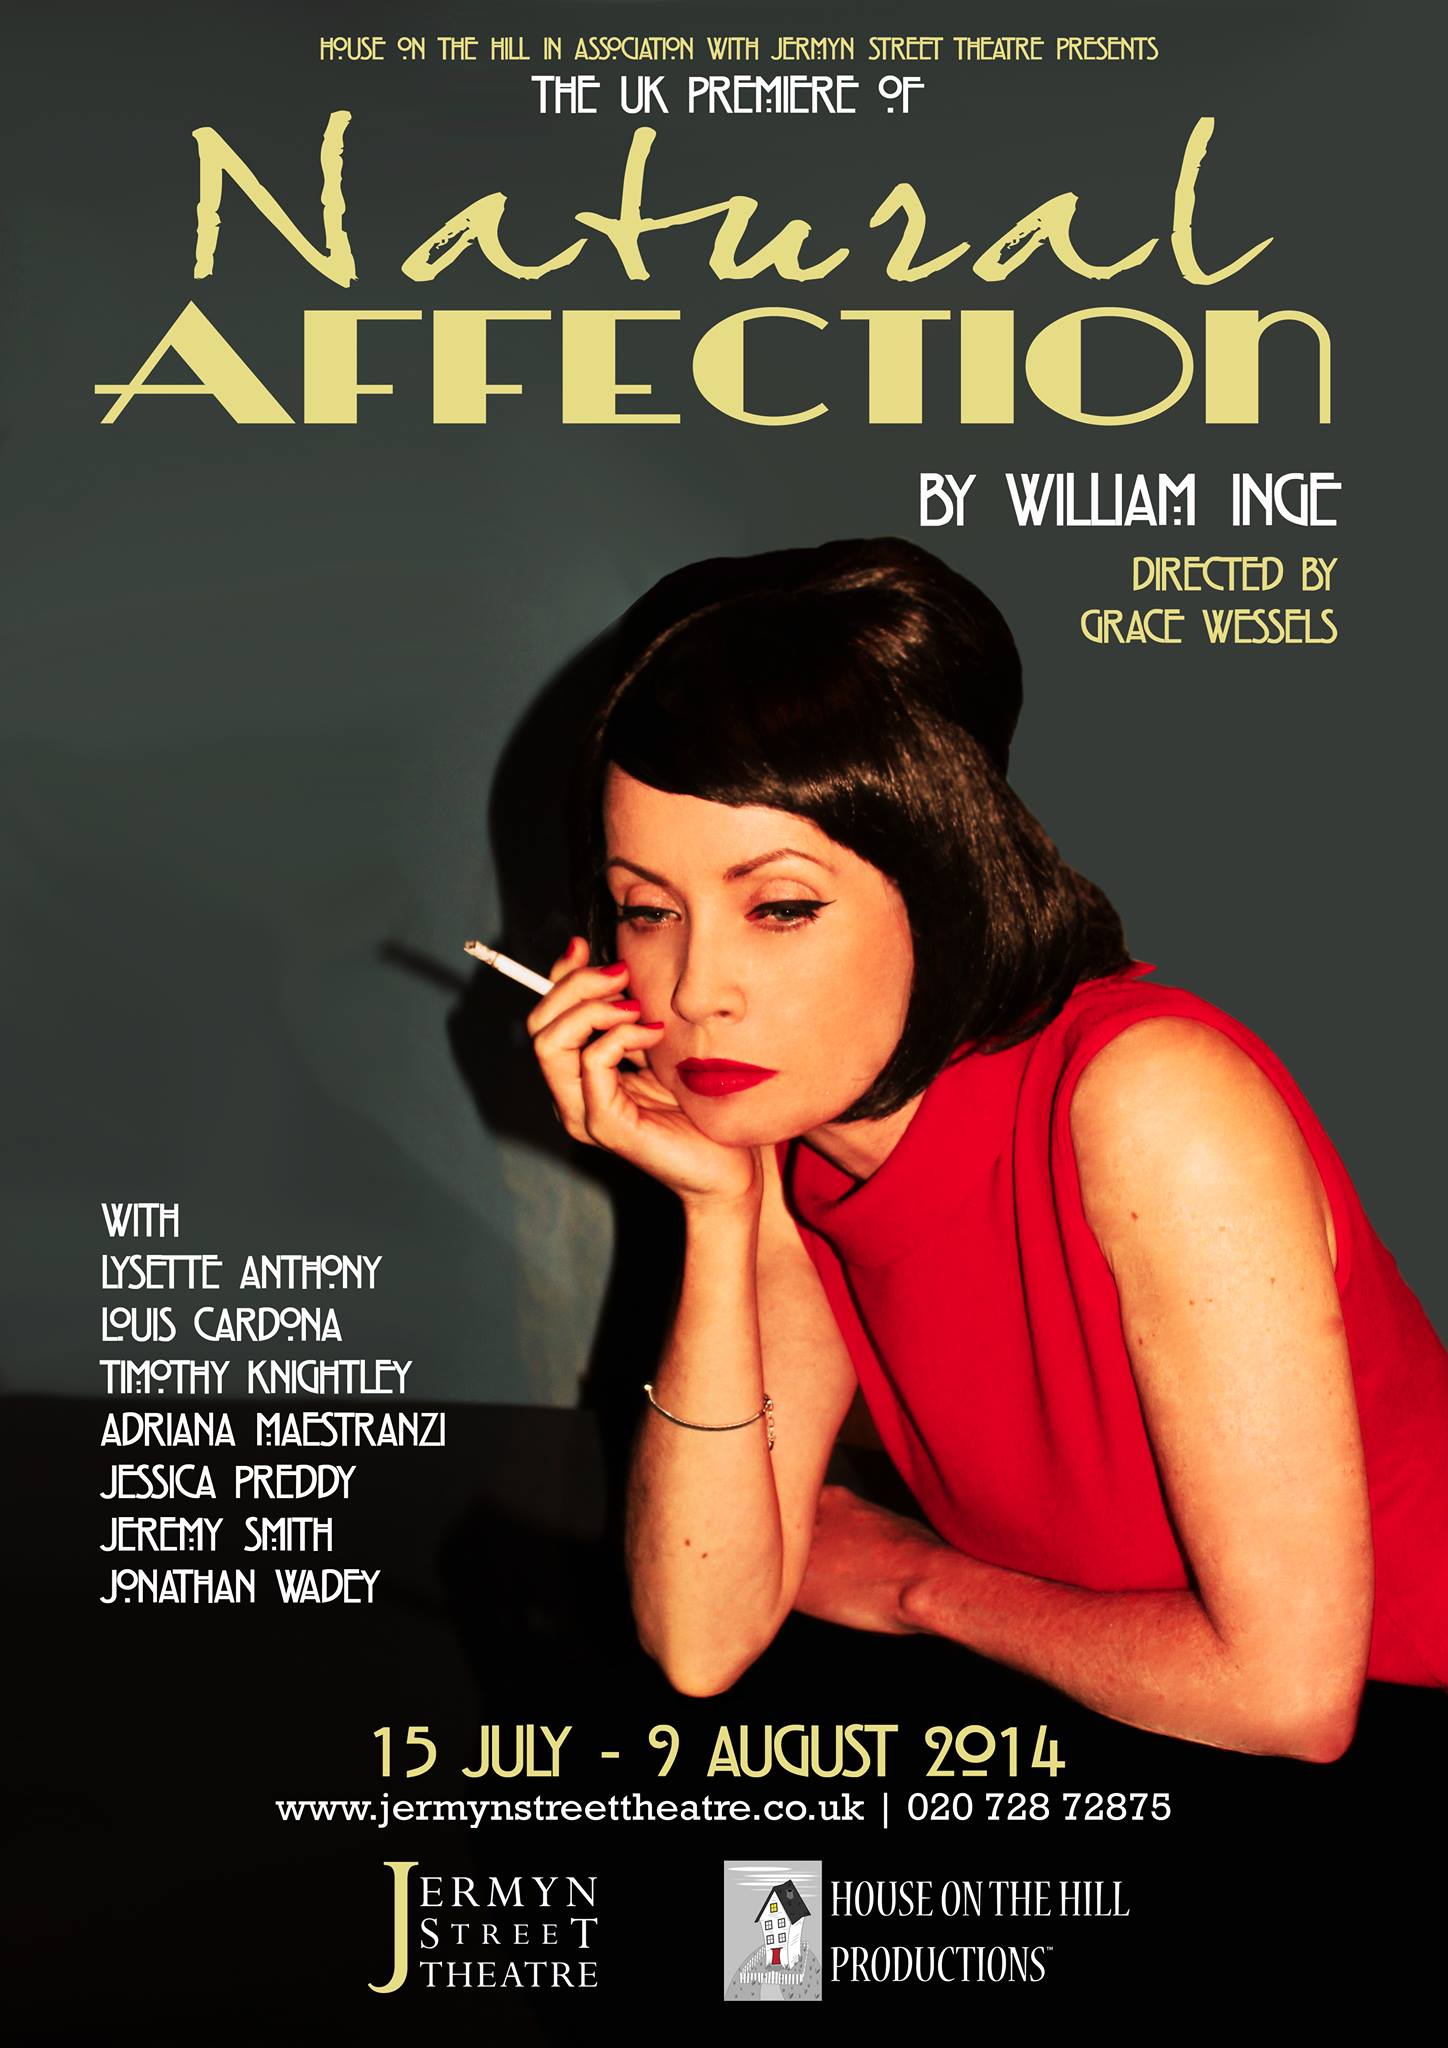 HOUSE ON THE HILL IN ASSOCIATION WITH JERMYN STREET THEATRE PRESENTS
THE UK PREMIERE OF
Natural
AFFECTION
BY WILLIAM INGE
DIRECTED BY
GRACE WESSELS
WITH
LYSETTE ANTHONY
LOUIS CARDONA
TIMOTHY KNIGHTLEY
ADRIANA MAESTRANZI
JESSICA PREDDY
JEREMY SMITH
JONATHAN WADEY
15 JULY - 9 AUGUST 2014
www.jermynstreettheatre.co.uk | 020 728 72875
JERMYN
STREET
THEATRE
HOUSE ON THE HILL
PRODUCTIONS™